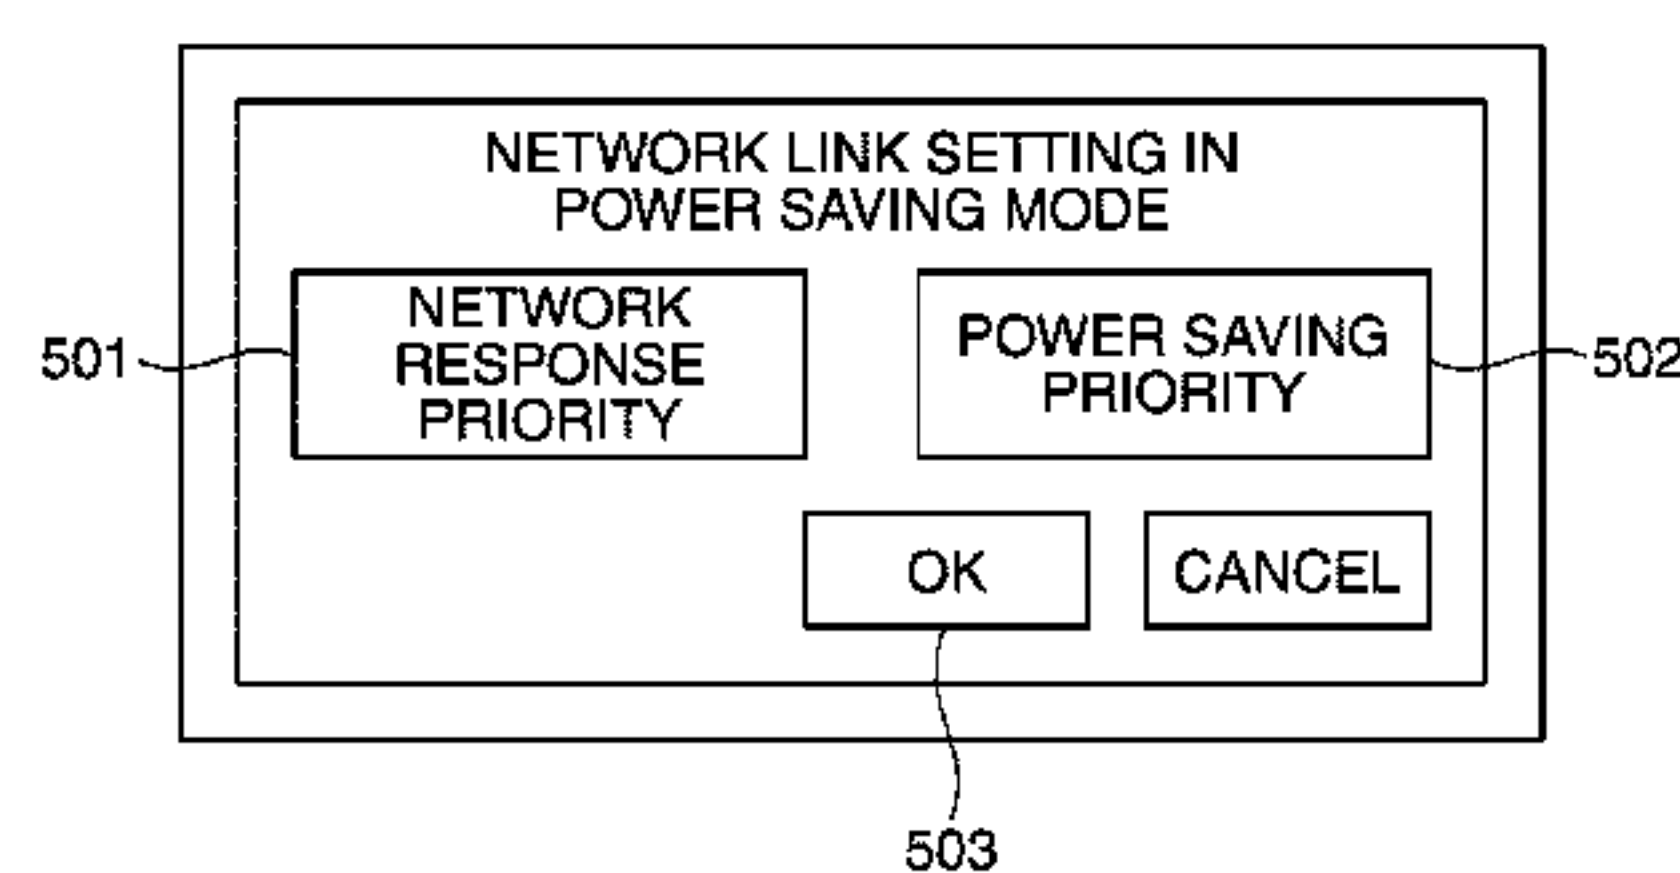 NETWORK LINK SETTING IN
POWER SAVING MODE
NETWORK
RESPONSE
PRIORITY
POWER SAVING
PRIORITY
501
502
OK
CANCEL
503